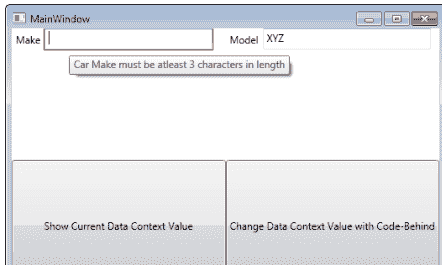 MainWindow
Make
Model XYZ
Car Make must be atleast 3 characters in length
Show Current Data Context Value
Change Data Context Value with Code-Behind